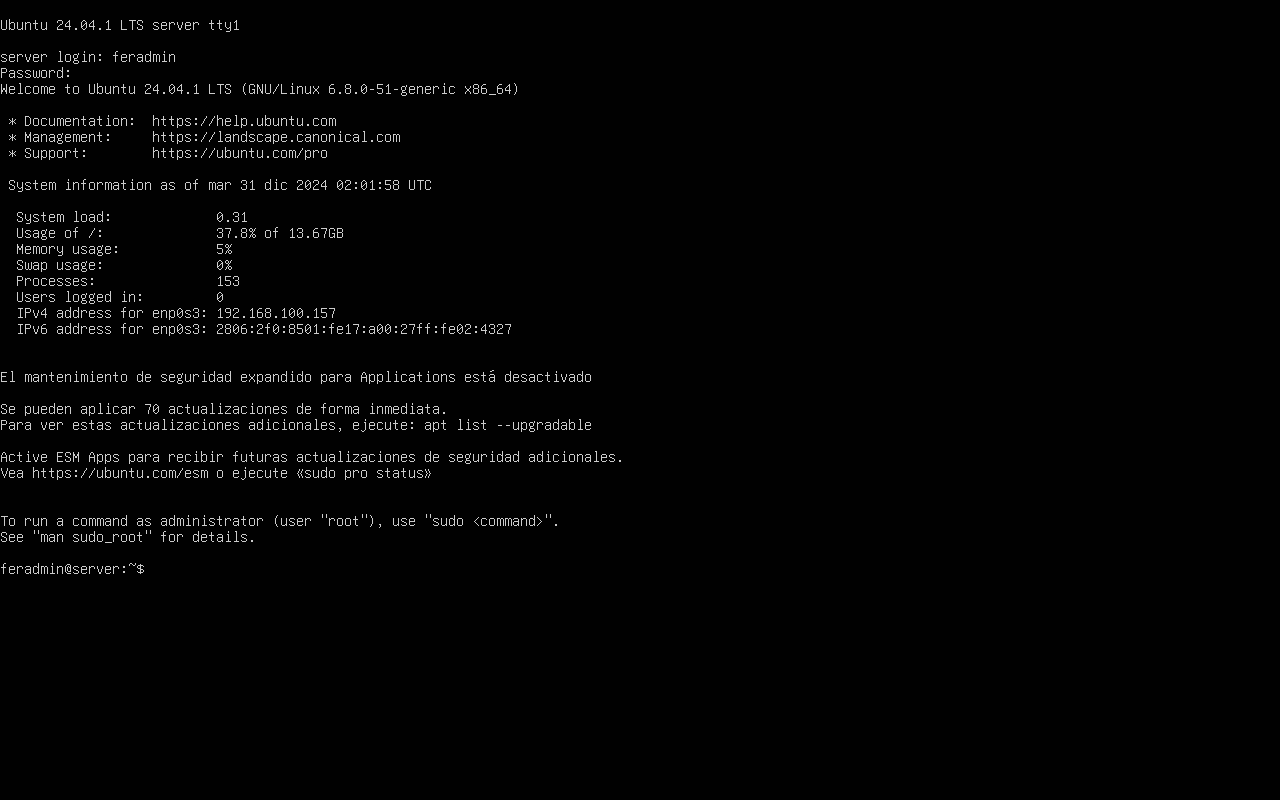 Ubuntu 24.04.1 LTS server tty1
server login: feradmin
Password:
Welcome to Ubuntu 24.04.1 LTS (GNU/Linux 6.8.0-51-generic x86_64)
* Documentation: https://help.ubuntu.com
* Management: https://landscape.canonical.com
* Support: https://ubuntu.com/pro
System information as of mar 31 dic 2024 02:01:58 UTC
System load: 0.31
Usage of /: 37.8% of 13.67GB
Memory usage: 5%
Swap usage: 0%
Processes: 153
Users logged in: 0
IPv4 address for enp0s3: 192.168.100.157
IPv6 address for enp0s3: 2806:2f0:8501:fe17:a00:27ff:fe02:4327
El mantenimiento de seguridad expandido para Applications está desactivado
Se pueden aplicar 70 actualizaciones de forma inmediata.
Para ver estas actualizaciones adicionales, ejecute: apt list --upgradable
Active ESM Apps para recibir futuras actualizaciones de seguridad adicionales.
Vea https://ubuntu.com/esm o ejecute «sudo pro status»
To run a command as administrator (user "root"), use "sudo <command>".
See "man sudo_root" for details.
feradmin@server:~$